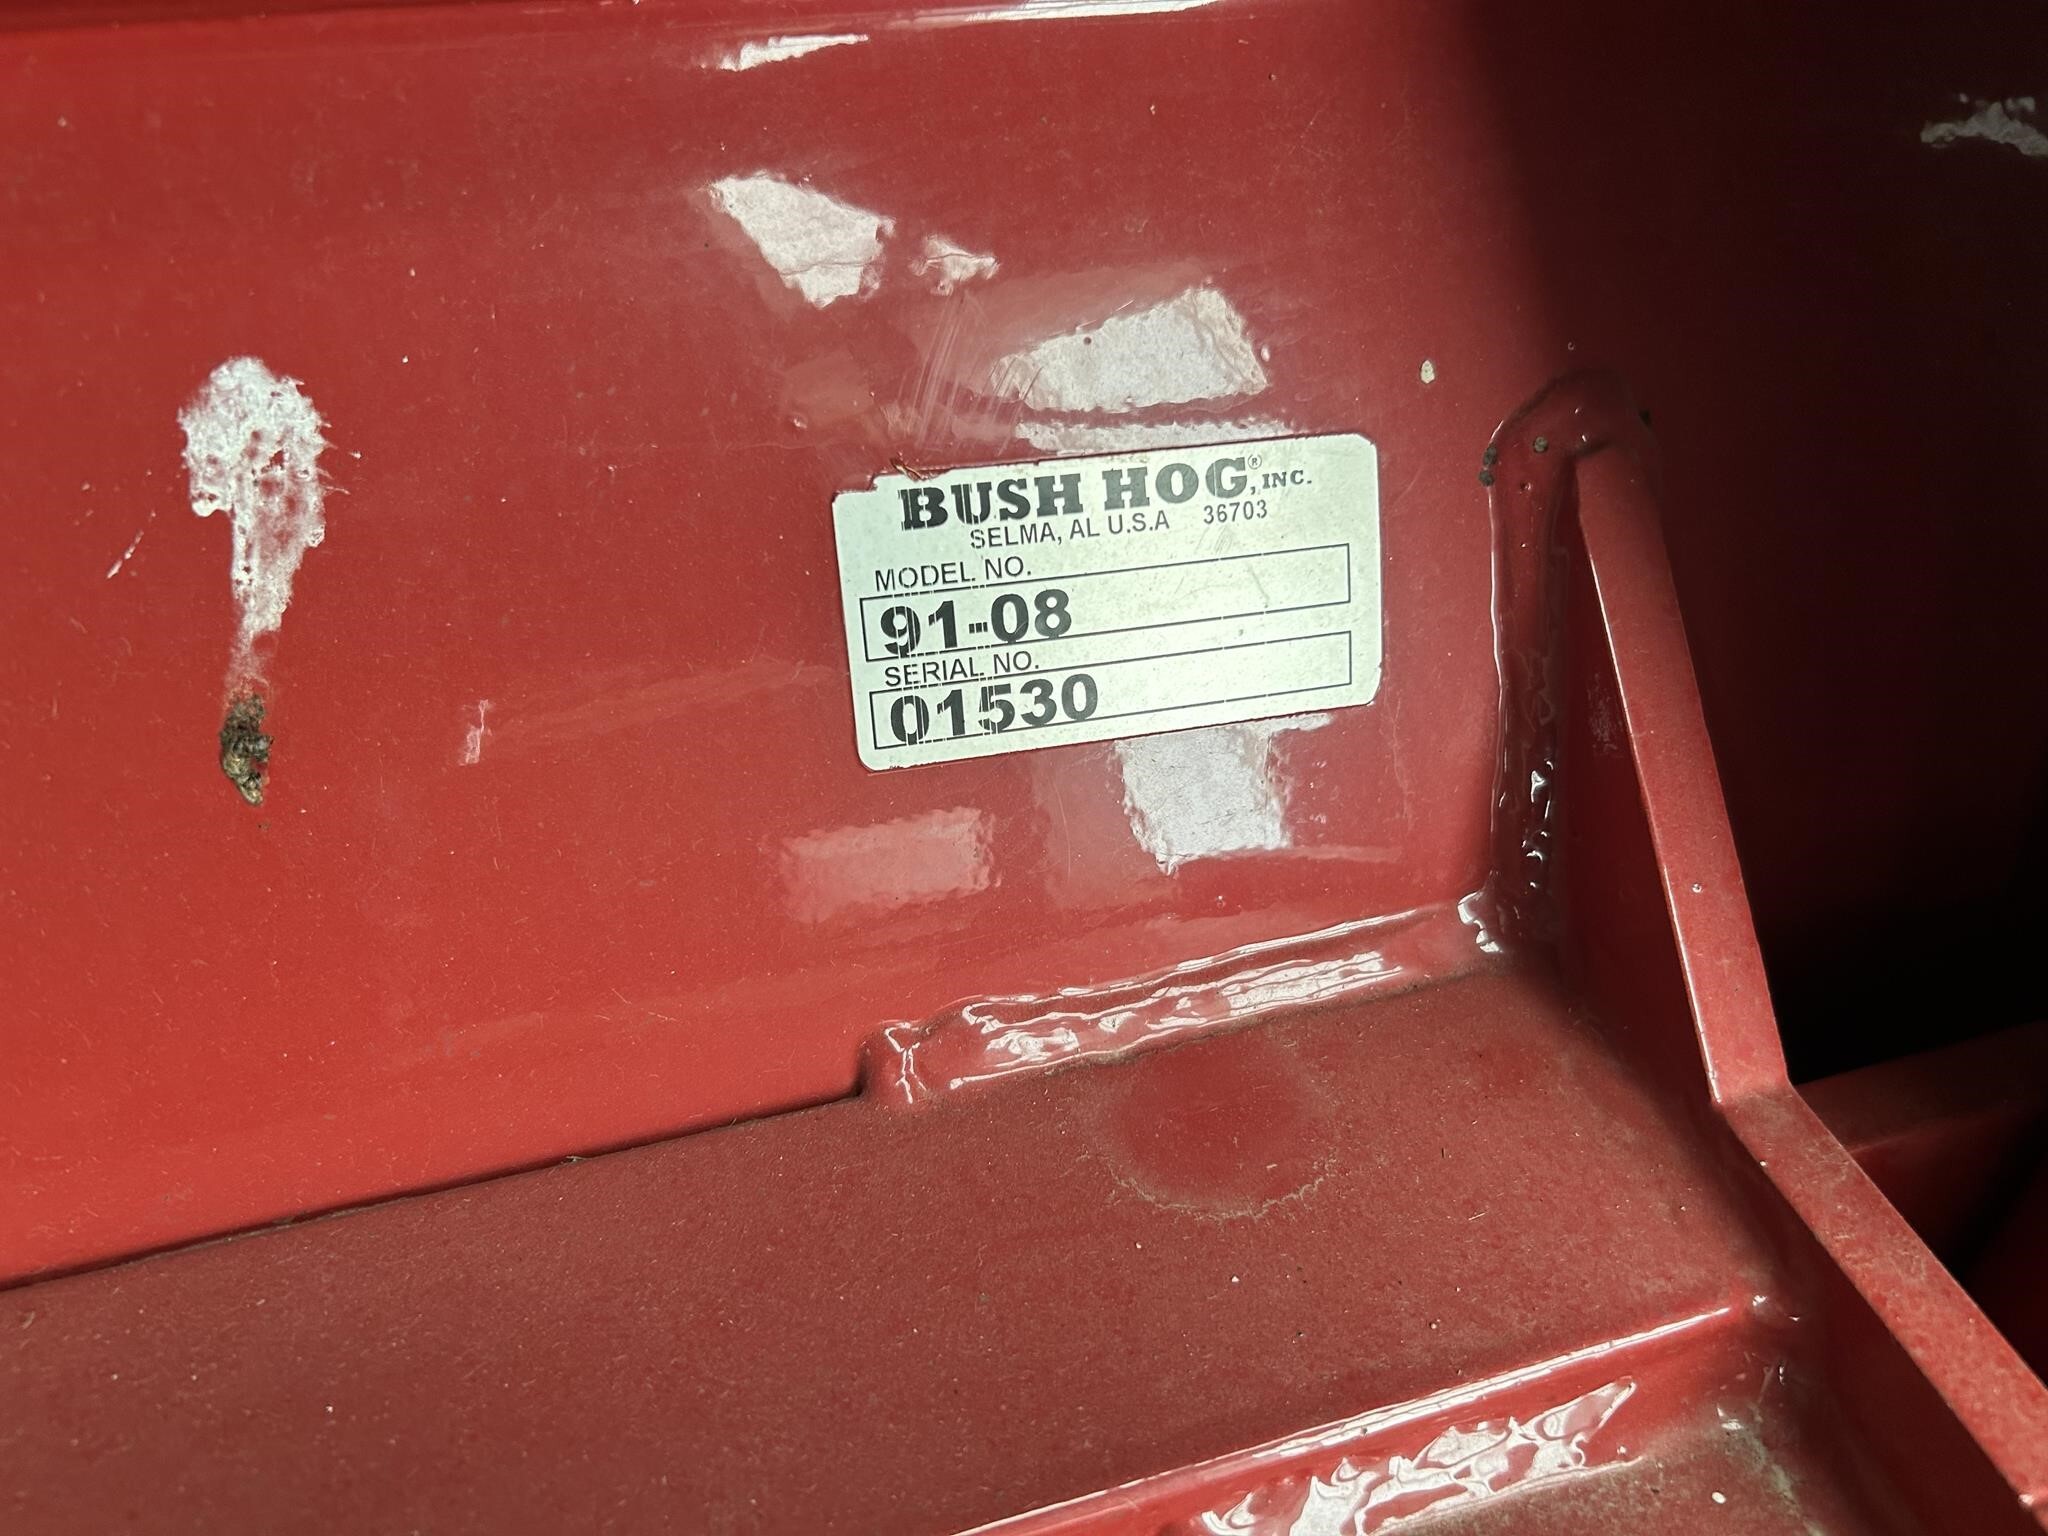 BUSH HOG®, INC.
SELMA, AL U.S.A 36703
MODEL NO.
91-08
SERIAL NO.
01530